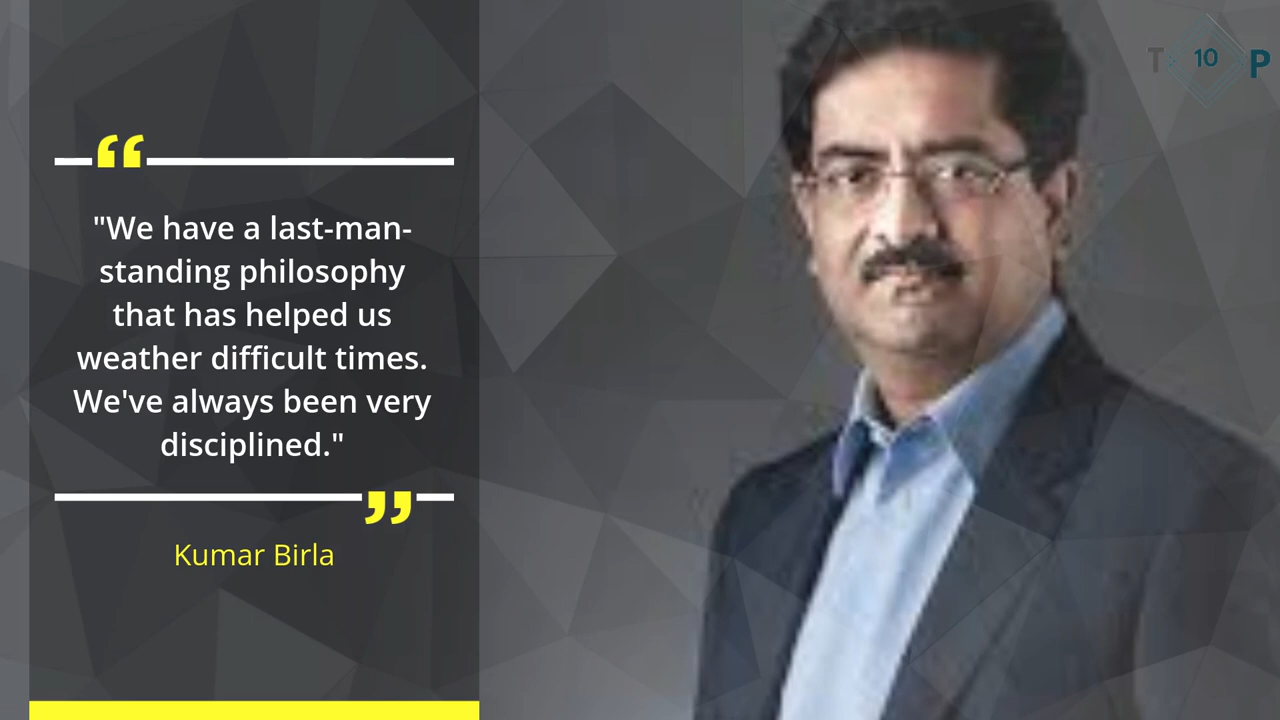 T 10 P
"We have a last-man-
standing philosophy
that has helped us
weather difficult times.
We've always been very
disciplined."
Kumar Birla